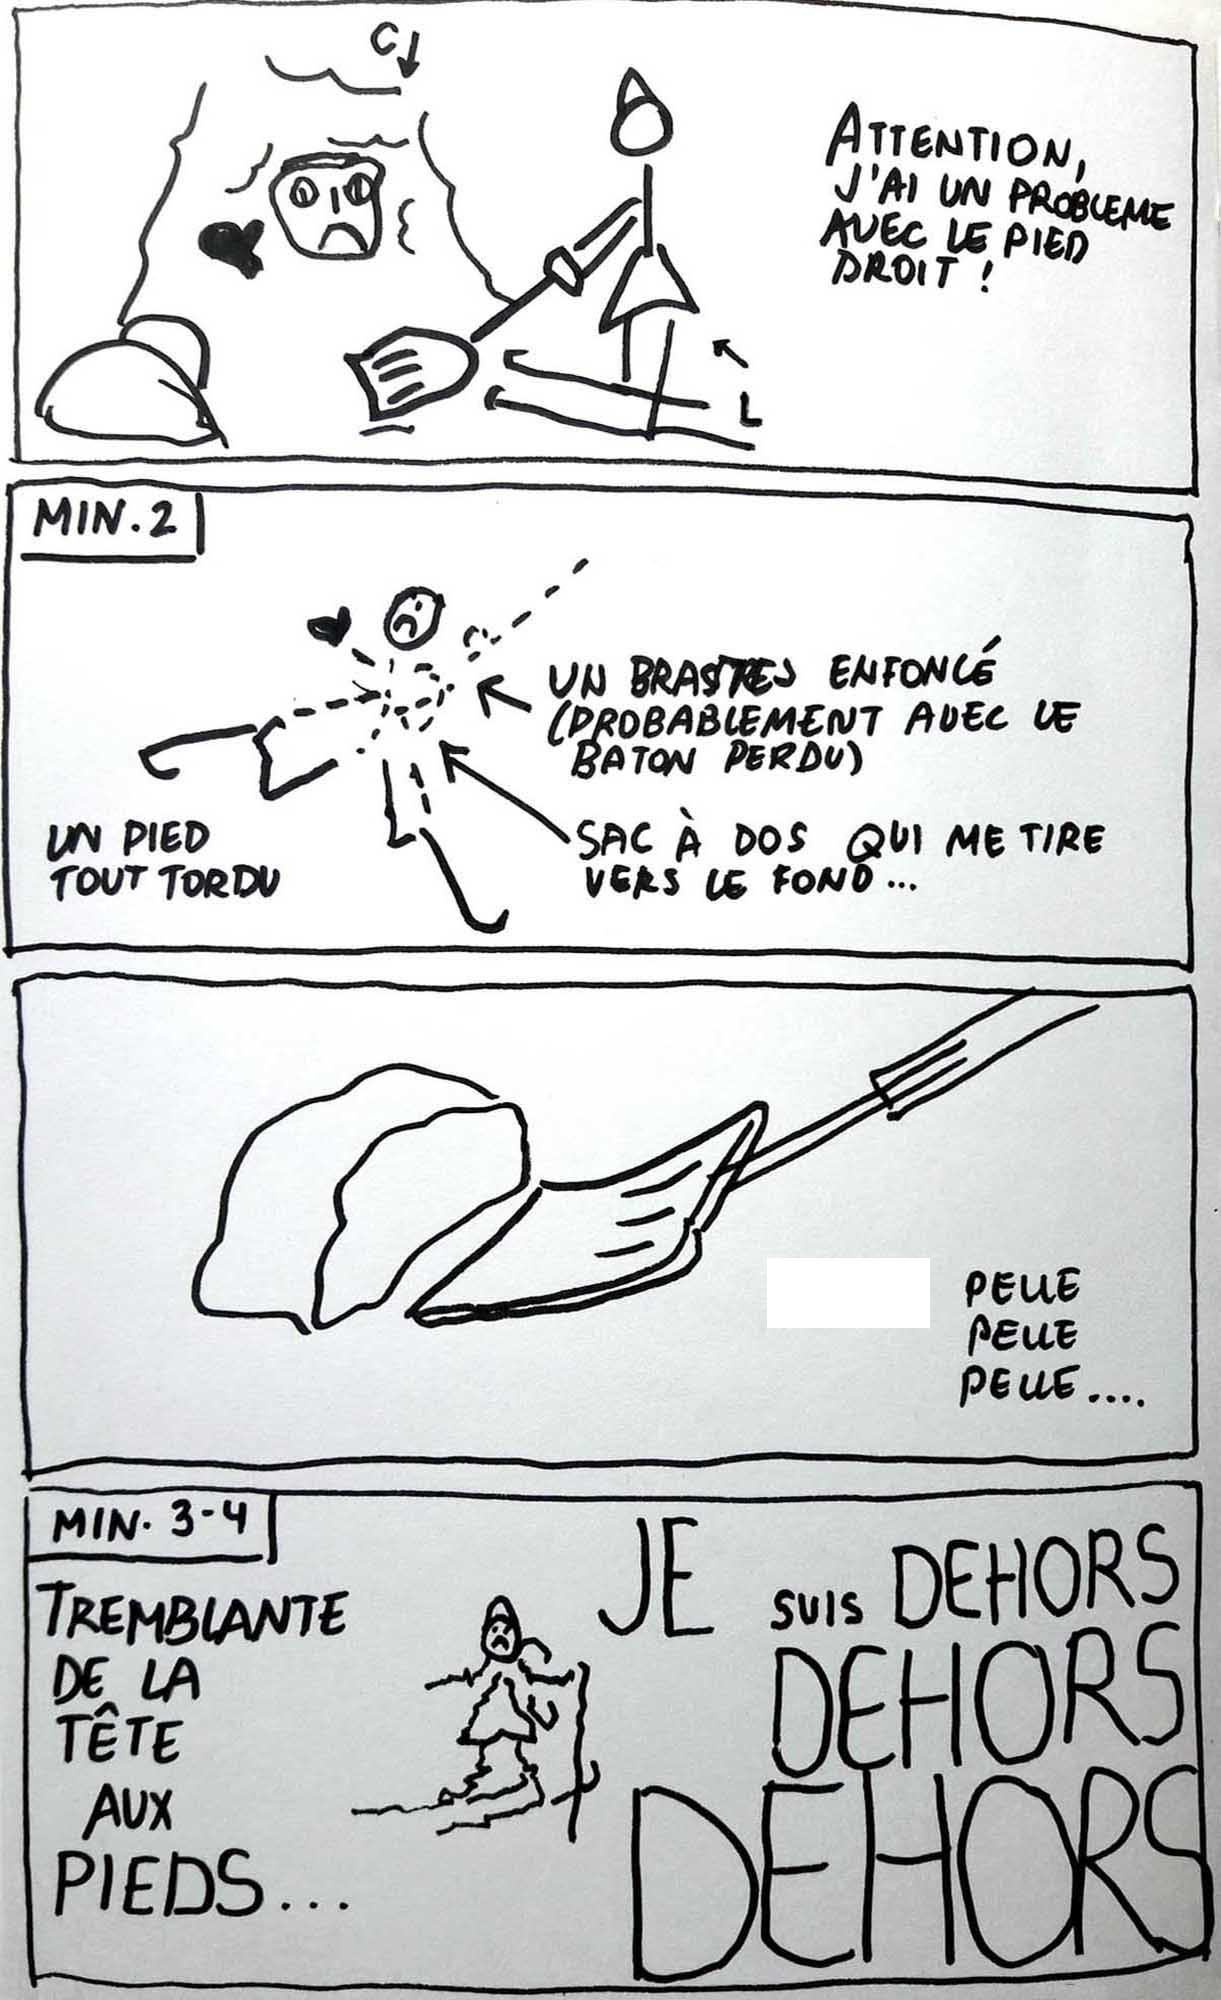 C
ATTENTION,
J'AI UN PROBLEME
AVEC LE PIED
DROIT !
L
MIN. 2
UN BRAS TRES ENFONCÉ
(PROBABLEMENT AVEC LE
BATON PERDU)
UN PIED
TOUT TORDU
SAC À DOS QUI ME TIRE
VERS LE FOND...
PELLE
PELLE
PELLE....
MIN. 3-4
TREMBLANTE
DE LA
TÊTE
AUX
PIEDS...
JE SUIS DEHORS
DEHORS
DEHORS